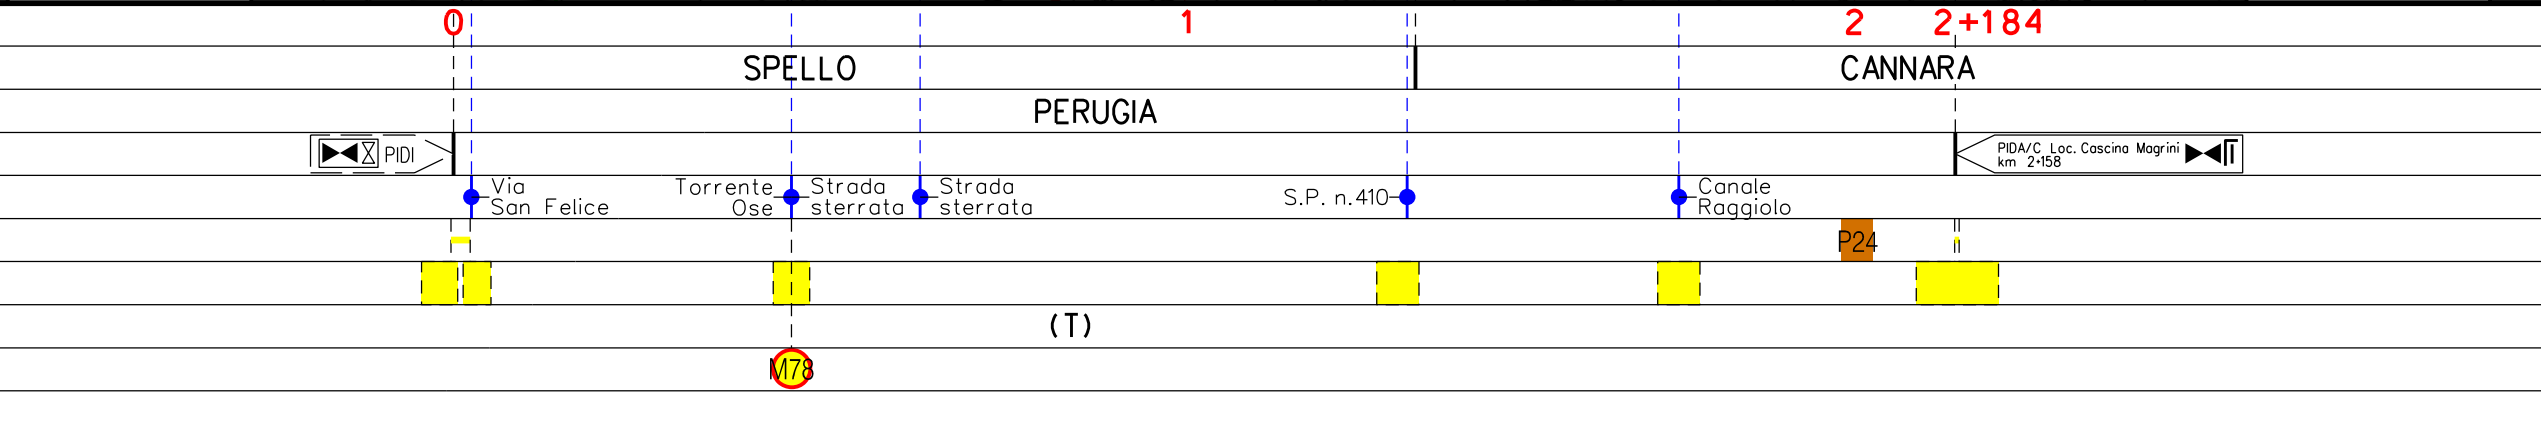 0 1 2 2+184
SPELLO CANNARA
PERUGIA
PIDI
PIDA/C Loc. Cascina Magrini
km 2+158
Via
San Felice
Torrente
Ose
Strada
sterrata
Strada
sterrata
S.P. n.410
Canale
Raggiolo
P24
(T)
M78